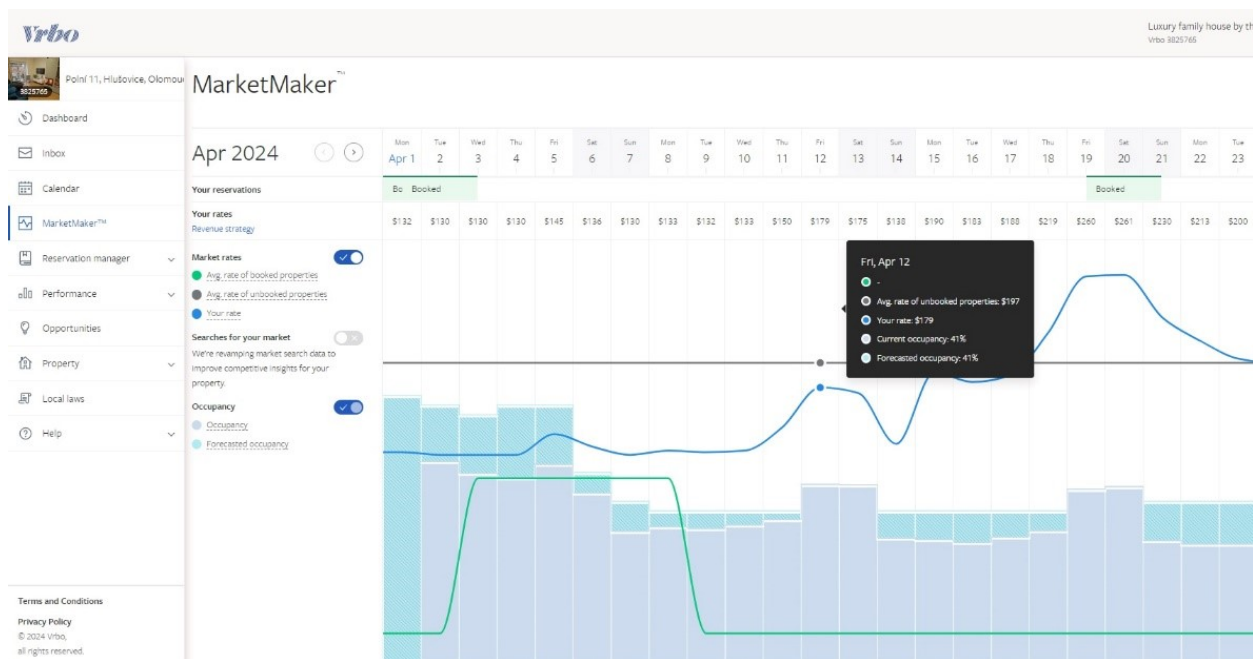 Vrbo
Luxury family house by th
Vrbo 3825765
3825765
Polní 11, Hlušovice, Olomou
Dashboard
Inbox
Calendar
MarketMaker™
Reservation manager
Performance
Opportunities
Property
Local laws
Help
Terms and Conditions
Privacy Policy
© 2024 Vrbo,
all rights reserved.
MarketMaker™
Apr 2024
Mon Tue Wed Thu Fri Sat Sun Mon Tue Wed Thu Fri Sat Sun Mon Tue Wed Thu Fri Sat Sun Mon Tue
Apr 1 2 3 4 5 6 7 8 9 10 11 12 13 14 15 16 17 18 19 20 21 22 23
Your reservations
Bo Booked Booked
Your rates
Revenue strategy
$132 $130 $130 $130 $145 $136 $130 $133 $132 $133 $150 $179 $175 $138 $190 $183 $188 $219 $260 $261 $230 $213 $200
Market rates
Avg. rate of booked properties
Avg. rate of unbooked properties
Your rate
Searches for your market
We're revamping market search data to
improve competitive insights for your
property.
Occupancy
Occupancy
Forecasted occupancy
Fri, Apr 12
-
Avg. rate of unbooked properties: $197
Your rate: $179
Current occupancy: 41%
Forecasted occupancy: 41%